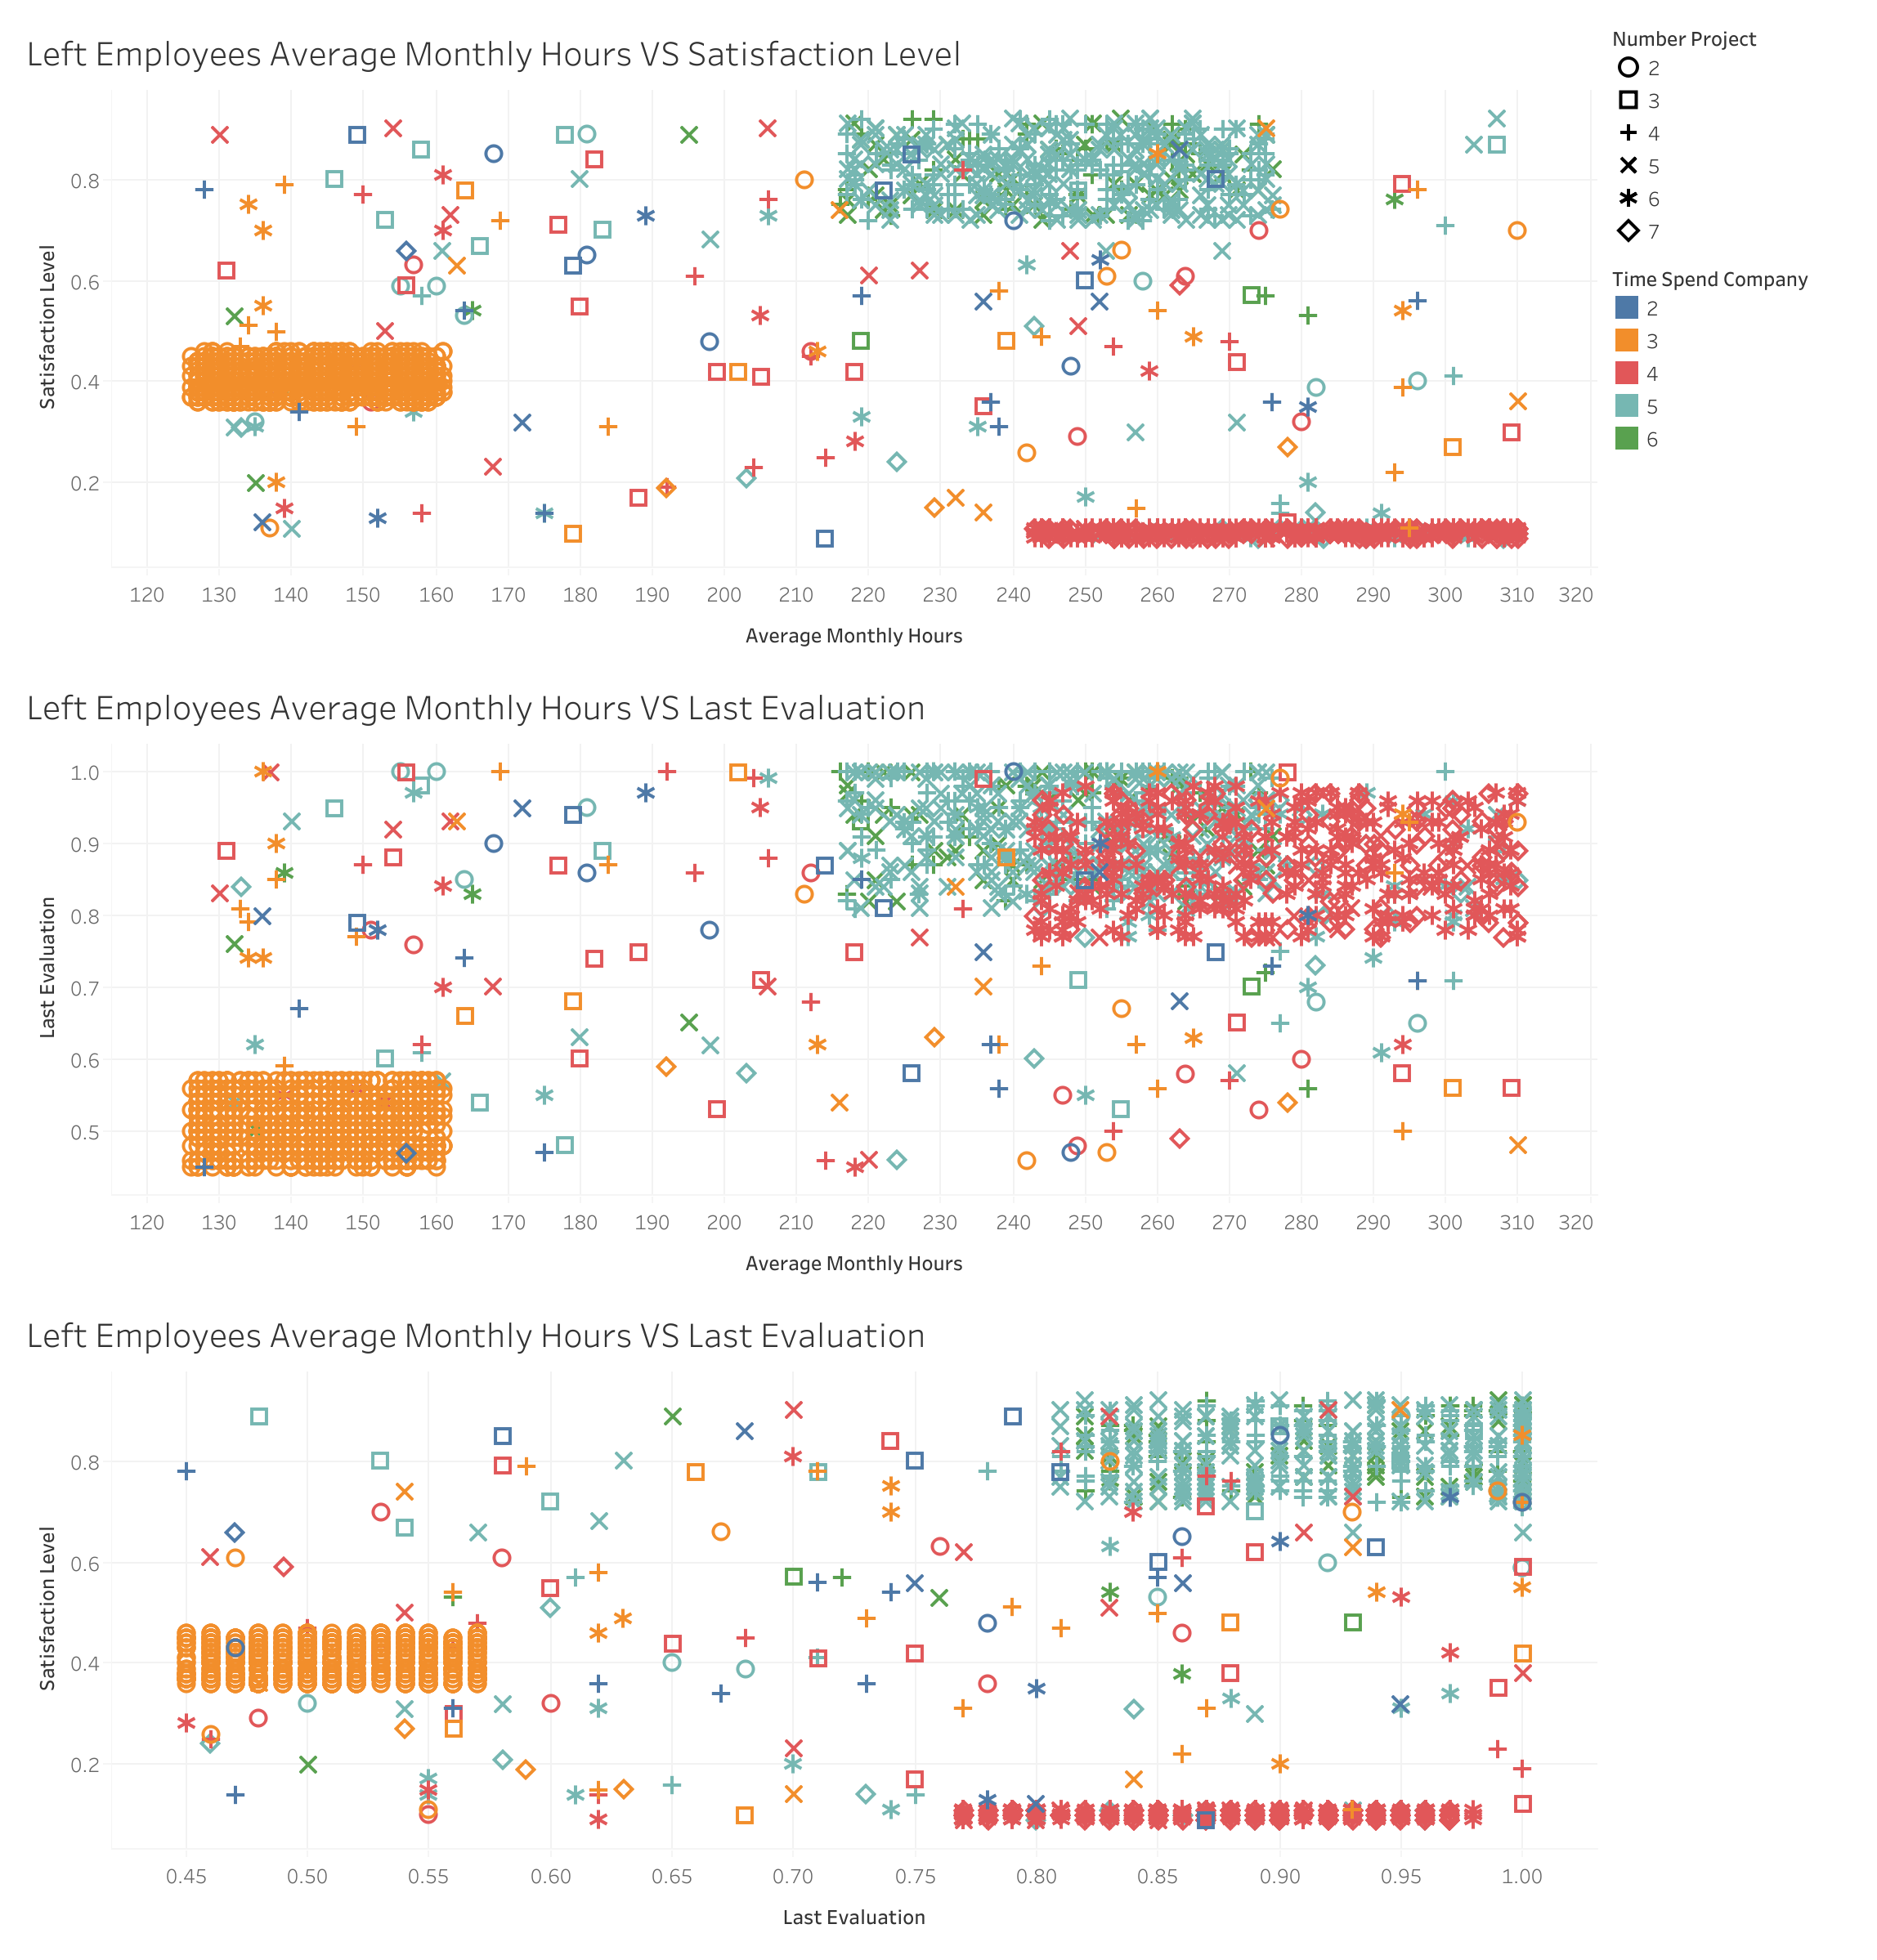 Left Employees Average Monthly Hours VS Satisfaction Level
Number Project
2
3
4
5
6
7
Time Spend Company
2
3
4
5
6
Satisfaction Level
0.8
0.6
0.4
0.2
120 130 140 150 160 170 180 190 200 210 220 230 240 250 260 270 280 290 300 310 320
Average Monthly Hours
Left Employees Average Monthly Hours VS Last Evaluation
Last Evaluation
1.0
0.9
0.8
0.7
0.6
0.5
120 130 140 150 160 170 180 190 200 210 220 230 240 250 260 270 280 290 300 310 320
Average Monthly Hours
Left Employees Average Monthly Hours VS Last Evaluation
Satisfaction Level
0.8
0.6
0.4
0.2
0.45 0.50 0.55 0.60 0.65 0.70 0.75 0.80 0.85 0.90 0.95 1.00
Last Evaluation